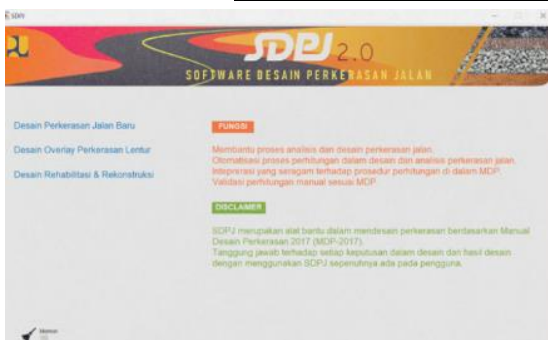 SDPJ
SDPJ 2.0
SOFTWARE DESAIN PERKERASAN JALAN
Desain Perkerasan Jalan Baru
Desain Overlay Perkerasan Lentur
Desain Rehabilitasi & Rekonstruksi
FUNGSI
Membantu proses analisis dan desain perkerasan jalan.
Otomatisasi proses perhitungan dalam desain dan analisis perkerasan jalan.
Intepretasi yang seragam terhadap prosedur perhitungan di dalam MDP.
Validasi perhitungan manual sesuai MDP.
DISCLAIMER
SDPJ merupakan alat bantu dalam mendesain perkerasan berdasarkan Manual
Desain Perkerasan 2017 (MDP-2017).
Tanggung jawab terhadap setiap keputusan dalam desain dan hasil desain
dengan menggunakan SDPJ sepenuhnya ada pada pengguna.